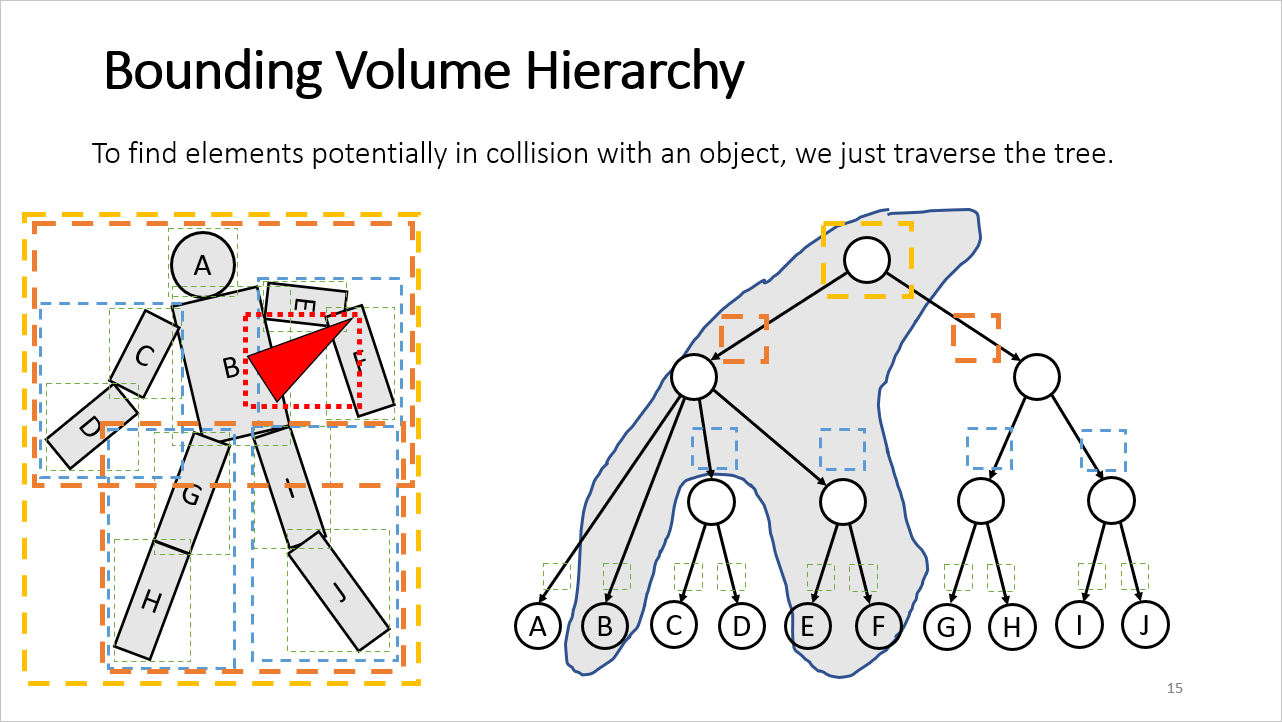 Bounding Volume Hierarchy
To find elements potentially in collision with an object, we just traverse the tree.
A
E
C
B
F
D
G
I
H
J
A B C D E F G H I J
15